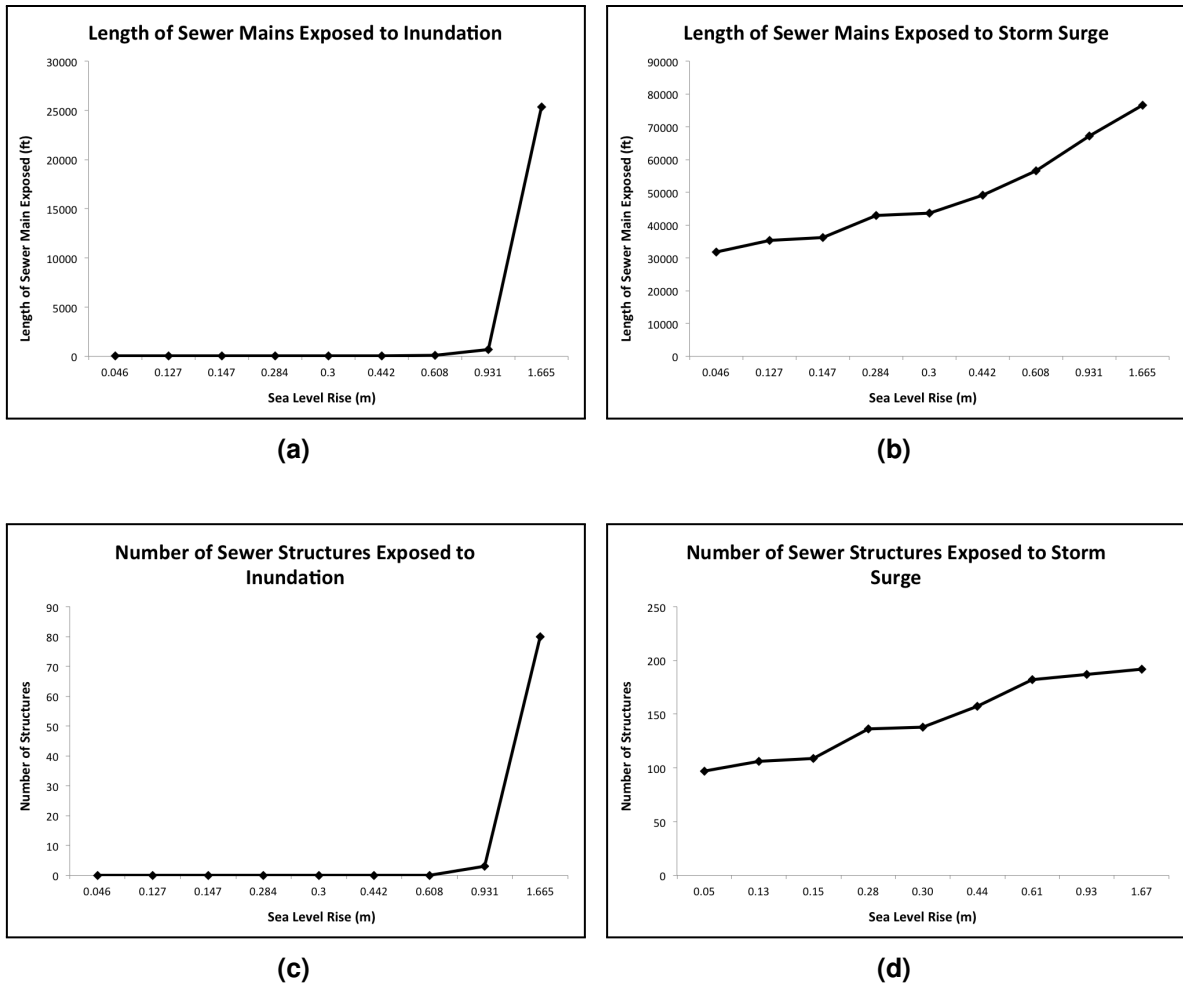 Length of Sewer Mains Exposed to Inundation
30000
25000
20000
15000
10000
5000
0
Length of Sewer Main Exposed (ft)
0.046 0.127 0.147 0.284 0.3 0.442 0.608 0.931 1.665
Sea Level Rise (m)
(a)
Length of Sewer Mains Exposed to Storm Surge
90000
80000
70000
60000
50000
40000
30000
20000
10000
0
Length of Sewer Main Exposed (ft)
0.046 0.127 0.147 0.284 0.3 0.442 0.608 0.931 1.665
Sea Level Rise (m)
(b)
Number of Sewer Structures Exposed to
Inundation
90
80
70
60
50
40
30
20
10
0
Number of Structures
0.046 0.127 0.147 0.284 0.3 0.442 0.608 0.931 1.665
Sea Level Rise (m)
(c)
Number of Sewer Structures Exposed to Storm
Surge
250
200
150
100
50
0
Number of Structures
0.05 0.13 0.15 0.28 0.30 0.44 0.61 0.93 1.67
Sea Level Rise (m)
(d)